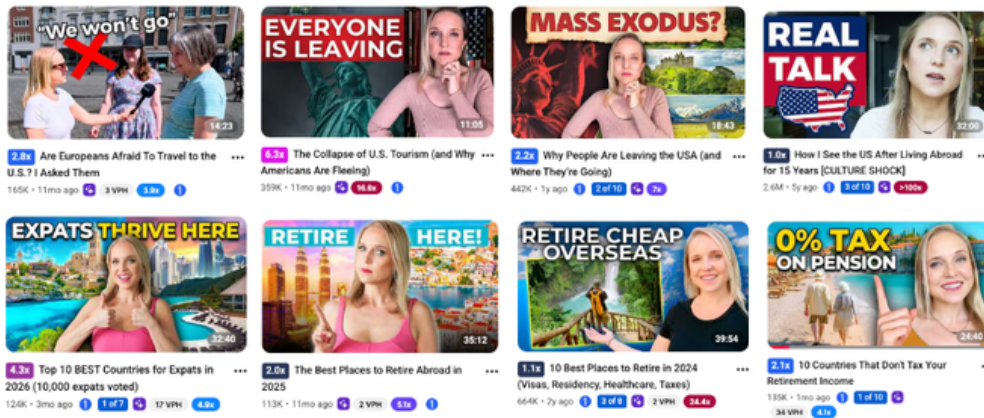 "We won't go"
14:23
2.8x Are Europeans Afraid To Travel to the
U.S.? I Asked Them
165K • 11mo ago 3 VPH 3.9x
EVERYONE
IS LEAVING
11:05
6.3x The Collapse of U.S. Tourism (and Why
Americans Are Fleeing)
359K • 11mo ago 16.6x
MASS EXODUS?
18:43
2.2x Why People Are Leaving the USA (and
Where They're Going)
442K • 1y ago 2 of 10 7x
REAL
TALK
32:00
1.0x How I See the US After Living Abroad
for 15 Years [CULTURE SHOCK]
2.6M • 5y ago 3 of 10 >100x
EXPATS THRIVE HERE
32:40
4.3x Top 10 BEST Countries for Expats in
2026 (10,000 expats voted)
124K • 3mo ago 1 of 7 17 VPH 4.9x
RETIRE HERE!
35:12
2.0x The Best Places to Retire Abroad in
2025
113K • 11mo ago 2 VPH 5.1x
RETIRE CHEAP
OVERSEAS
39:54
1.1x 10 Best Places to Retire in 2024
(Visas, Residency, Healthcare, Taxes)
664K • 2y ago 3 of 8 2 VPH 24.4x
0% TAX
ON PENSION
24:40
2.1x 10 Countries That Don't Tax Your
Retirement Income
135K • 1mo ago 1 of 10
34 VPH 4.1x